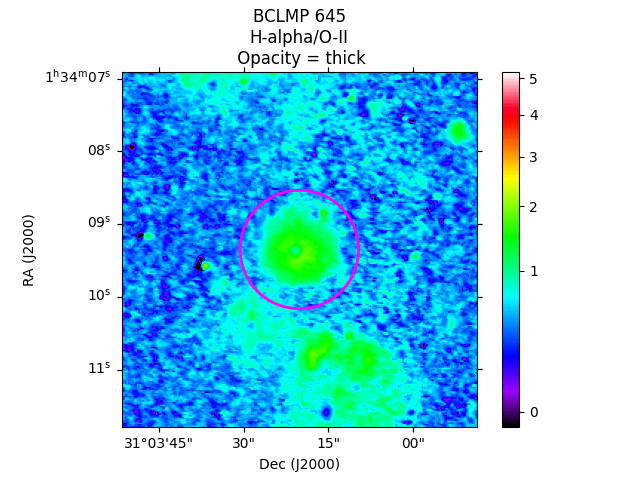 BCLMP 645
H-alpha/O-II
Opacity = thick
1ʰ34ᵐ07ˢ
08ˢ
09ˢ
10ˢ
11ˢ
RA (J2000)
31°03'45" 30" 15" 00"
Dec (J2000)
5
4
3
2
1
0